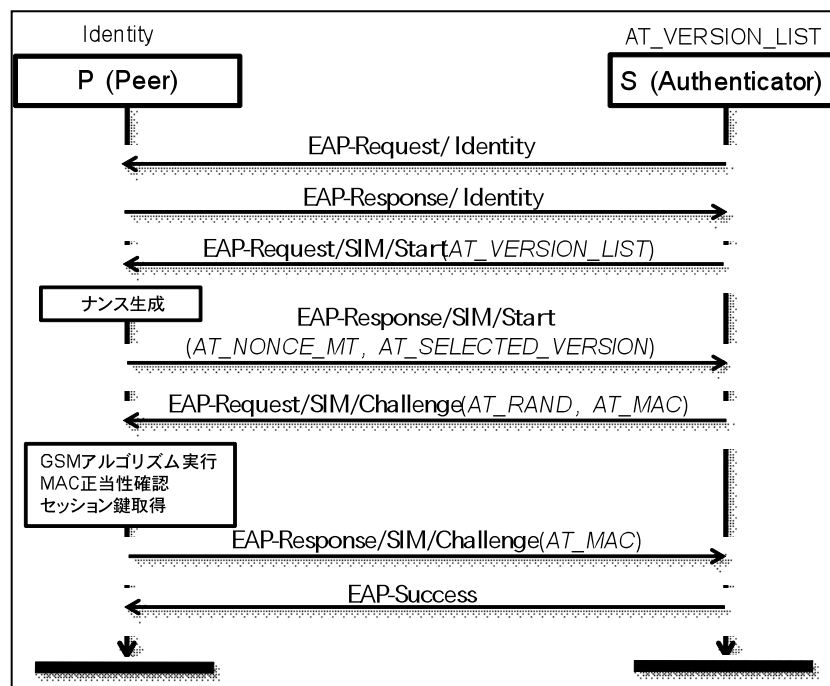 Identity
AT_VERSION_LIST
P (Peer)
S (Authenticator)
EAP-Request/ Identity
EAP-Response/ Identity
EAP-Request/SIM/Start(AT_VERSION_LIST)
ナンス生成
EAP-Response/SIM/Start
(AT_NONCE_MT, AT_SELECTED_VERSION)
EAP-Request/SIM/Challenge(AT_RAND, AT_MAC)
GSMアルゴリズム実行
MAC正当性確認
セッション鍵取得
EAP-Response/SIM/Challenge(AT_MAC)
EAP-Success